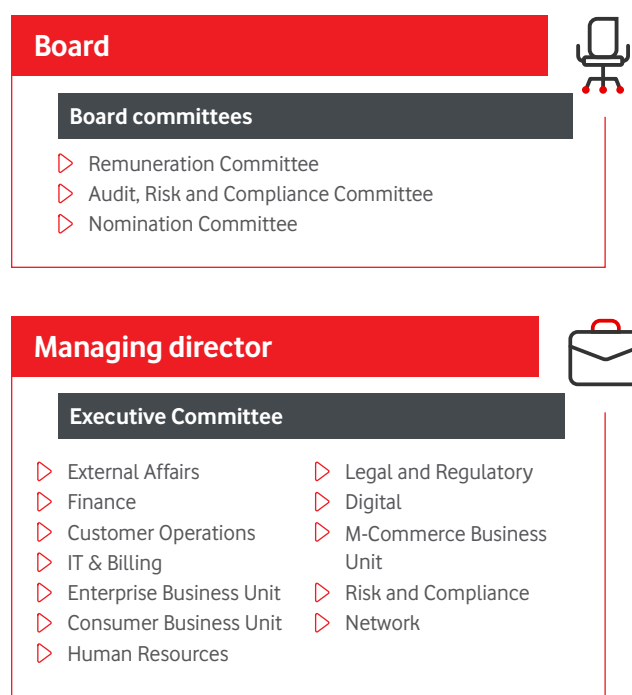 Board
Board committees
Remuneration Committee
Audit, Risk and Compliance Committee
Nomination Committee
Managing director
Executive Committee
External Affairs
Finance
Customer Operations
IT & Billing
Enterprise Business Unit
Consumer Business Unit
Human Resources
Legal and Regulatory
Digital
M-Commerce Business
Unit
Risk and Compliance
Network